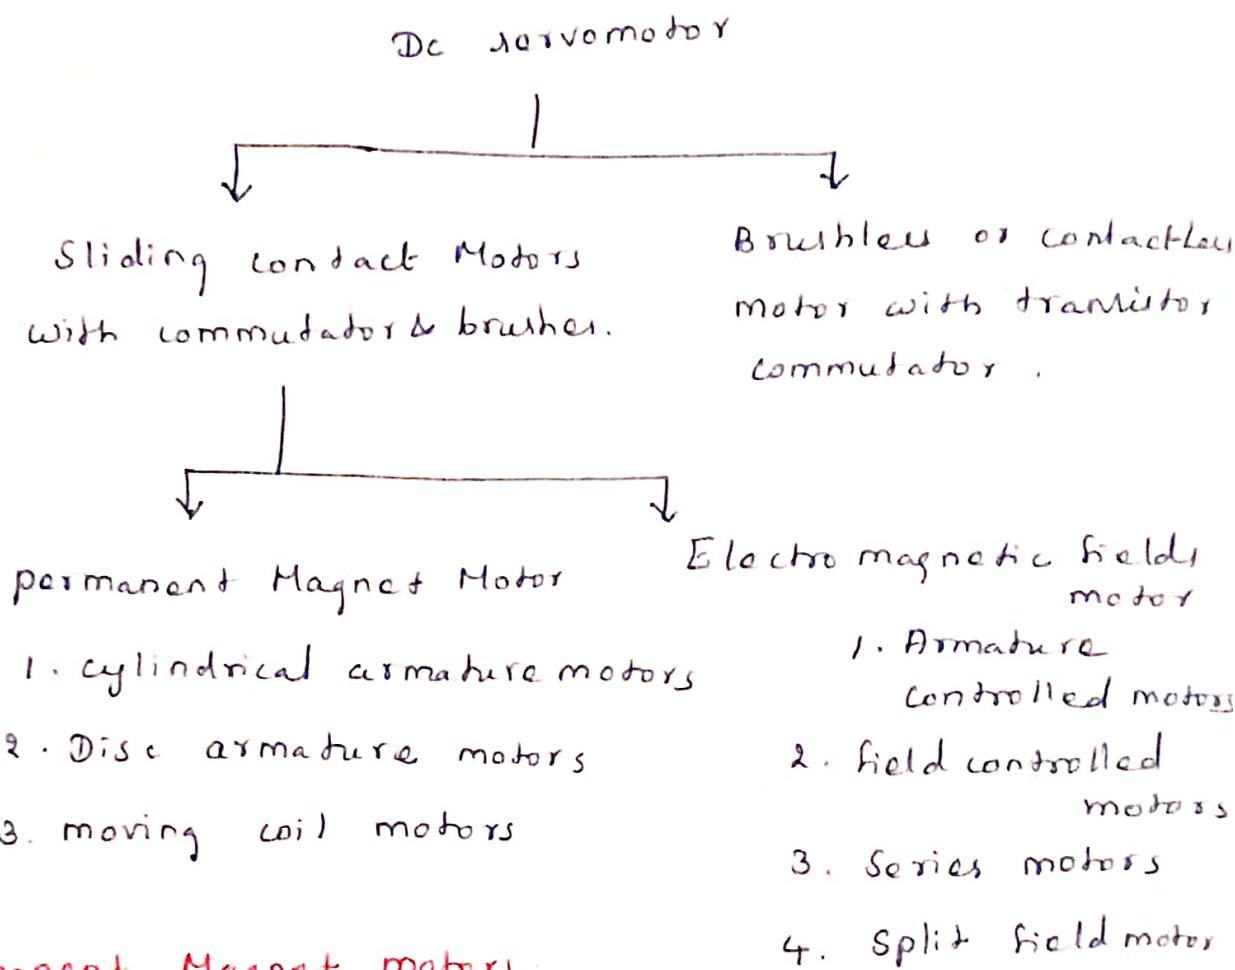 Dc servomotor
Sliding contact Motors
with commutator & brushes.
Brushless or contactless
motor with transistor
commutator .
permanent Magnet Motor
1. cylindrical armature motors
2. Disc armature motors
3. moving coil motors
Electro magnetic fields
motor
1. Armature
controlled motors
2. field controlled
motors
3. Series motors
4. Split field motor
Magnet motors